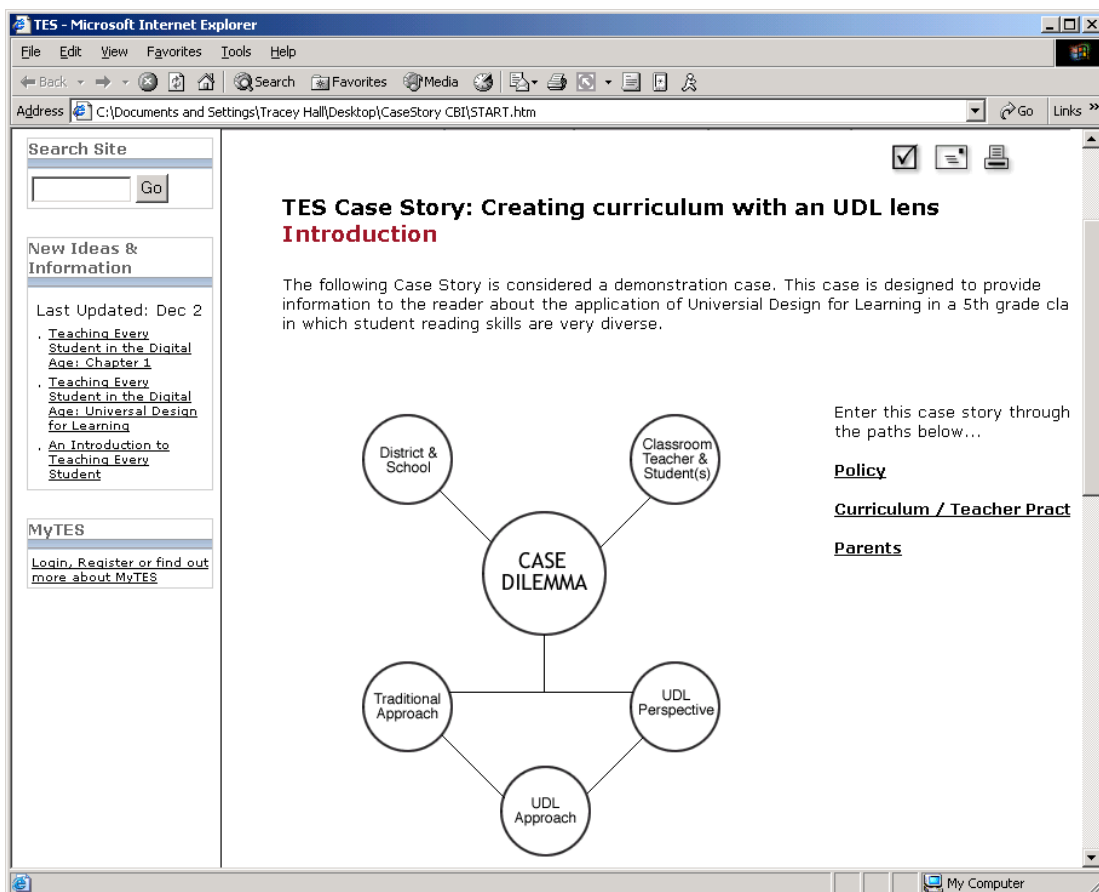 TES - Microsoft Internet Explorer
File Edit View Favorites Tools Help
Back Search Favorites Media
Address C:\Documents and Settings\Tracey Hall\Desktop\CaseStory CBI\START.htm Go Links »
Search Site
Go
New Ideas &
Information
Last Updated: Dec 2
Teaching Every
Student in the Digital
Age: Chapter 1
Teaching Every
Student in the Digital
Age: Universal Design
for Learning
An Introduction to
Teaching Every
Student
MyTES
Login, Register or find out
more about MyTES
TES Case Story: Creating curriculum with an UDL lens
Introduction
The following Case Story is considered a demonstration case. This case is designed to provide
information to the reader about the application of Universial Design for Learning in a 5th grade cla
in which student reading skills are very diverse.
District &
School
Classroom
Teacher &
Student(s)
CASE
DILEMMA
Traditional
Approach
UDL
Perspective
UDL
Approach
Enter this case story through
the paths below...
Policy
Curriculum / Teacher Pract
Parents
My Computer